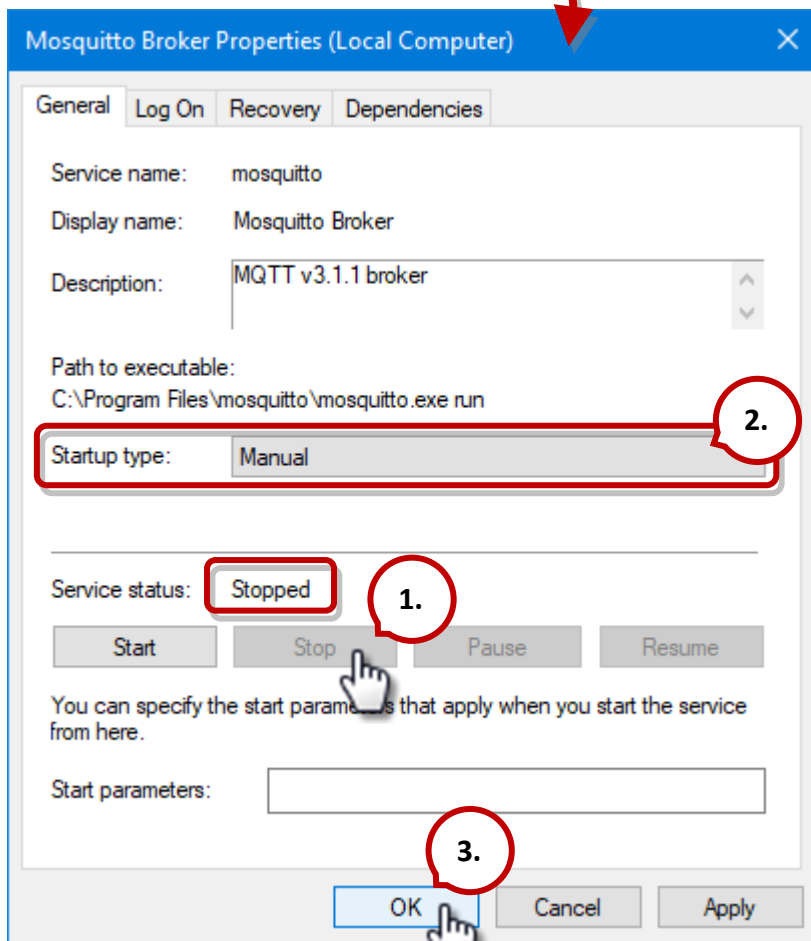 Mosquitto Broker Properties (Local Computer)
General Log On Recovery Dependencies
Service name: mosquitto
Display name: Mosquitto Broker
Description: MQTT v3.1.1 broker
Path to executable:
C:\Program Files\mosquitto\mosquitto.exe run
2.
Startup type: Manual
Service status: Stopped
1.
Start Stop Pause Resume
You can specify the start parameters that apply when you start the service
from here.
Start parameters:
3.
OK Cancel Apply